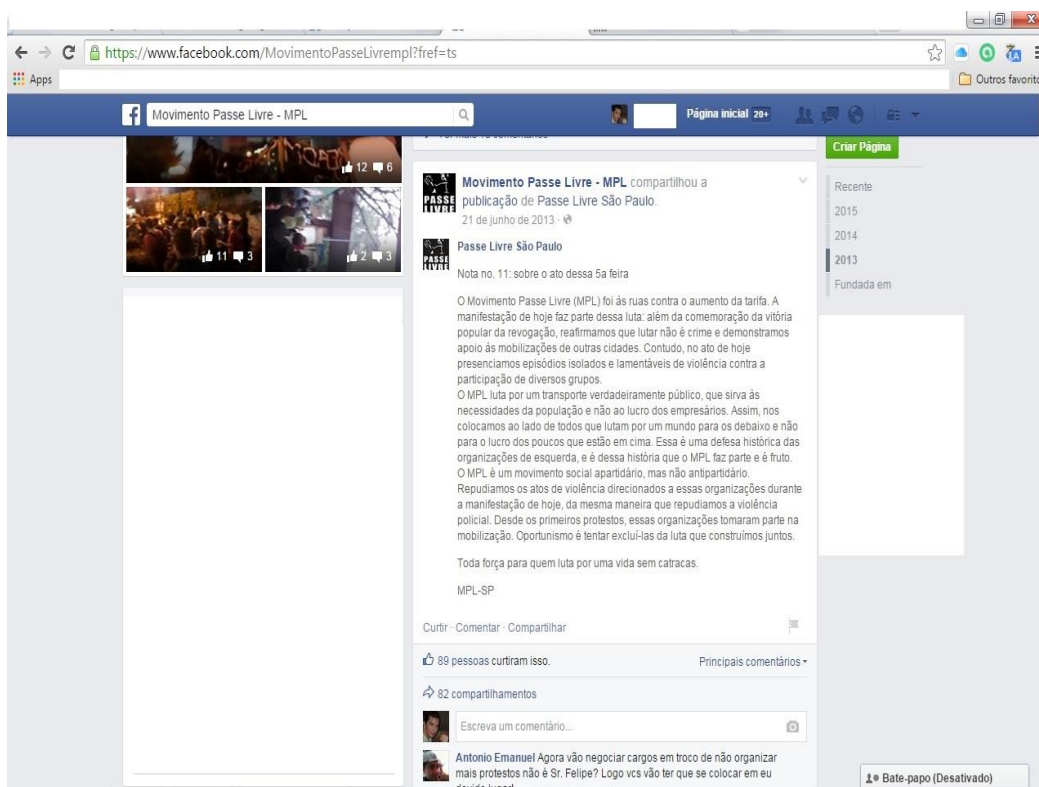 https://www.facebook.com/MovimentoPasseLivrempl?fref=ts
Apps
Outros favorito
Movimento Passe Livre - MPL
Página inicial 20+
Criar Página
12 6
11 3
2 3
Movimento Passe Livre - MPL compartilhou a
publicação de Passe Livre São Paulo.
21 de junho de 2013
PASSE
LIVRE
Recente
2015
2014
2013
Fundada em
PASSE
LIVRE
Passe Livre São Paulo
Nota no. 11: sobre o ato dessa 5a feira
O Movimento Passe Livre (MPL) foi ás ruas contra o aumento da tarifa. A
manifestação de hoje faz parte dessa luta: além da comemoração da vitória
popular da revogação, reafirmamos que lutar não é crime e demonstramos
apoio ás mobilizações de outras cidades. Contudo, no ato de hoje
presenciamos episódios isolados e lamentáveis de violência contra a
participação de diversos grupos.
O MPL luta por um transporte verdadeiramente público, que sirva às
necessidades da população e não ao lucro dos empresários. Assim, nos
colocamos ao lado de todos que lutam por um mundo para os debaixo e não
para o lucro dos poucos que estão em cima. Essa é uma defesa histórica das
organizações de esquerda, e é dessa história que o MPL faz parte e é fruto.
O MPL é um movimento social apartidário, mas não antipartidário.
Repudiamos os atos de violência direcionados a essas organizações durante
a manifestação de hoje, da mesma maneira que repudiamos a violência
policial. Desde os primeiros protestos, essas organizações tomaram parte na
mobilização. Oportunismo é tentar excluí-las da luta que construímos juntos.
Toda força para quem luta por uma vida sem catracas.
MPL-SP
Curtir · Comentar · Compartilhar
89 pessoas curtiram isso.
Principais comentários
82 compartilhamentos
Escreva um comentário...
Antonio Emanuel Agora vão negociar cargos em troco de não organizar
mais protestos não é Sr. Felipe? Logo vcs vão ter que se colocar em eu
Bate-papo (Desativado)